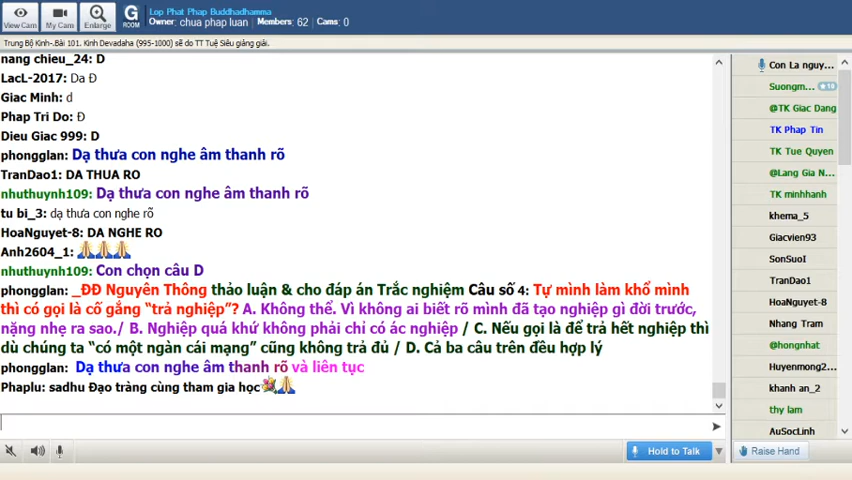 View Cam
My Cam
Enlarge
G
ROOM
Lop Phat Phap Buddhadhamma
Owner: chua phap luan
Members: 62
Cams: 0
Trung Bộ Kinh-.Bài 101. Kinh Devadaha (995-1000) sẽ do TT Tuệ Siêu giảng giải.
nang chieu_24: D
LacL-2017: Da Đ
Giac Minh: d
Phap Tri Do: Đ
Dieu Giac 999: D
phongglan: Dạ thưa con nghe âm thanh rõ
TranDao1: DA THUA RO
nhuthuynh109: Dạ thưa con nghe âm thanh rõ
tu bi_3: dạ thưa con nghe rõ
HoaNguyet-8: DA NGHE RO
Anh2604_1:
nhuthuynh109: Con chọn câu D
phongglan: _ĐĐ Nguyên Thông thảo luận & cho đáp án Trắc nghiệm Câu số 4: Tự mình làm khổ mình
thì có gọi là cố gắng “trả nghiệp”? A. Không thể. Vì không ai biết rõ mình đã tạo nghiệp gì đời trước,
nặng nhẹ ra sao./ B. Nghiệp quá khứ không phải chỉ có ác nghiệp / C. Nếu gọi là để trả hết nghiệp thì
dù chúng ta “có một ngàn cái mạng” cũng không trả đủ / D. Cả ba câu trên đều hợp lý
phongglan: Dạ thưa con nghe âm thanh rõ và liên tục
Phaplu: sadhu Đạo tràng cùng tham gia học
Con La nguy...
Suongm... 10
@TK Giac Dang
TK Phap Tin
TK Tue Quyen
@Lang Gia N...
TK minhhanh
khema_5
Giacvien93
SonSuoI
TranDao1
HoaNguyet-8
Nhang Tram
@hongnhat
Huyenmong2...
khanh an_2
thy lam
AuSocLinh
Hold to Talk
Raise Hand